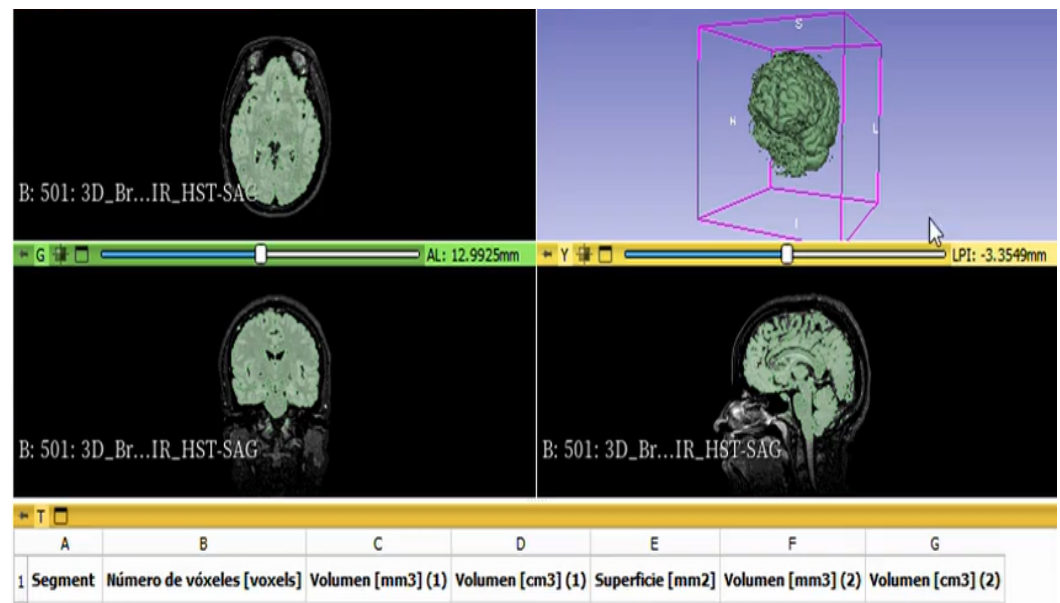 S
R
L
I
B: 501: 3D_Br...IR_HST-SAG
G AL: 12.9925mm
Y LPI: -3.3549mm
B: 501: 3D_Br...IR_HST-SAG
B: 501: 3D_Br...IR_HST-SAG
T
A B C D E F G
1 Segment Número de vóxeles [voxels] Volumen [mm3] (1) Volumen [cm3] (1) Superficie [mm2] Volumen [mm3] (2) Volumen [cm3] (2)